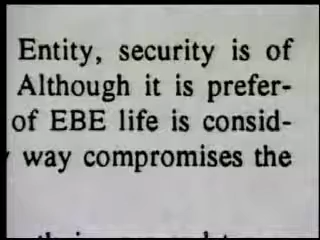 Entity, security is of
Although it is prefer-
of EBE life is consid-
way compromises the